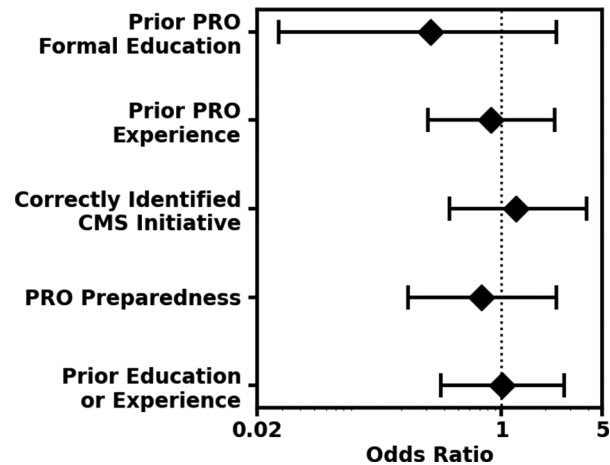 Prior PRO
Formal Education
Prior PRO
Experience
Correctly Identified
CMS Initiative
PRO Preparedness
Prior Education
or Experience
0.02 1 5
Odds Ratio